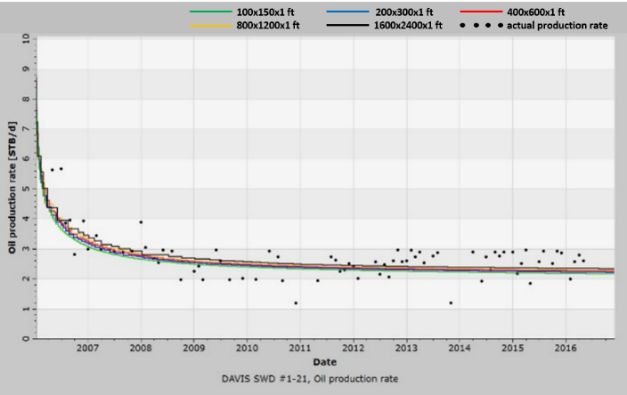 100x150x1 ft 200x300x1 ft 400x600x1 ft
800x1200x1 ft 1600x2400x1 ft actual production rate
Oil production rate [STB/d]
10
9
8
7
6
5
4
3
2
1
0
2007 2008 2009 2010 2011 2012 2013 2014 2015 2016
Date
DAVIS SWD #1-21, Oil production rate